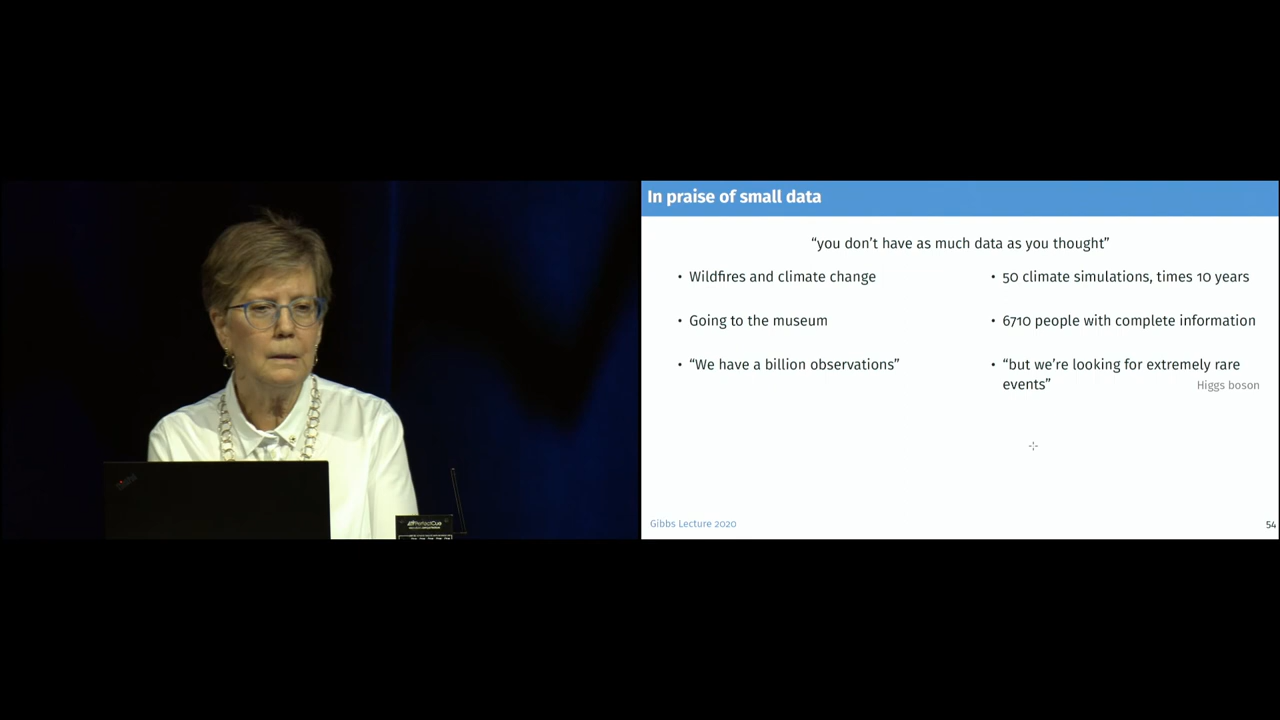 In praise of small data
“you don’t have as much data as you thought”
• Wildfires and climate change
• 50 climate simulations, times 10 years
• Going to the museum
• 6710 people with complete information
• “We have a billion observations”
• “but we’re looking for extremely rare
events”
Higgs boson
Gibbs Lecture 2020
54
PerfectCue